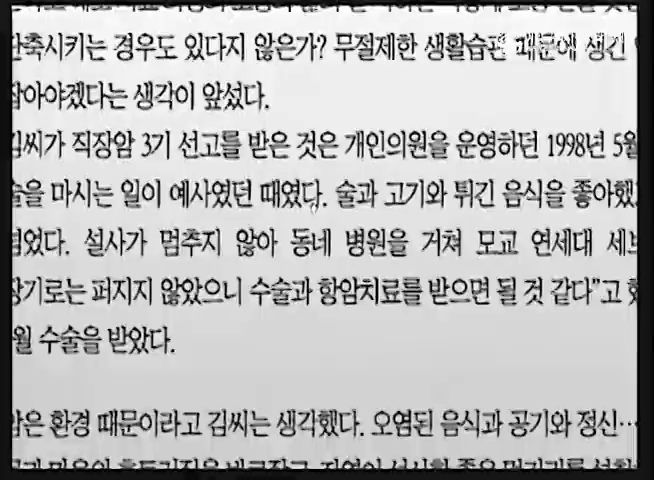 단축시키는 경우도 있다지 않은가? 무절제한 생활습관 때문에 생긴
잡아야겠다는 생각이 앞섰다.
김씨가 직장암 3기 선고를 받은 것은 개인의원을 운영하던 1998년 5월
술을 마시는 일이 예사였던 때였다. 술과 고기와 튀긴 음식을 좋아했
었다. 설사가 멈추지 않아 동네 병원을 거쳐 모교 연세대 세브
장기로는 퍼지지 않았으니 수술과 항암치료를 받으면 될 것 같다”고
월 수술을 받았다.
암은 환경 때문이라고 김씨는 생각했다. 오염된 음식과 공기와 정신…